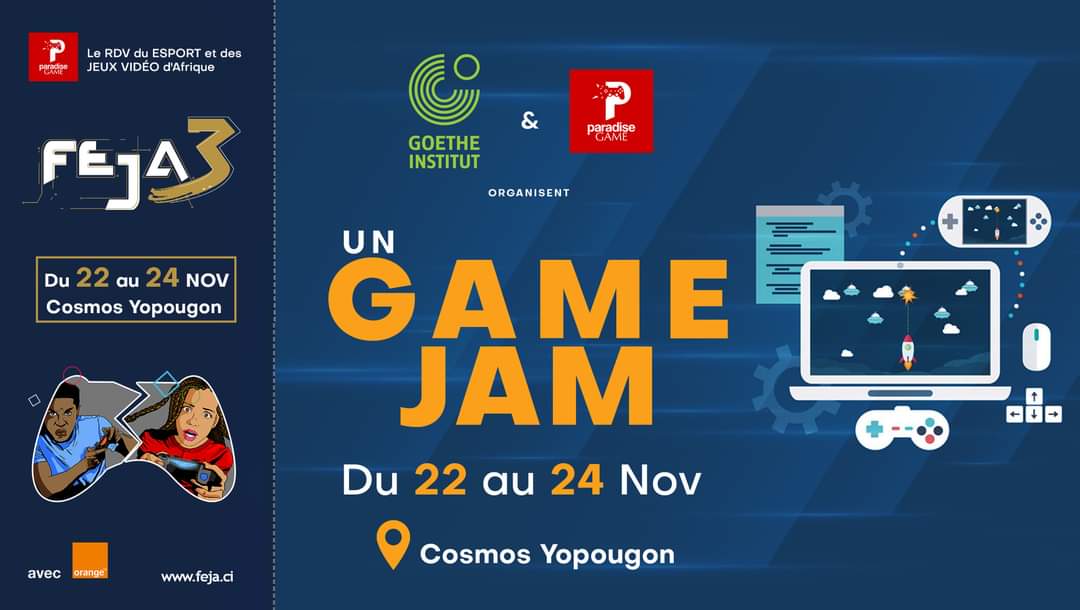 paradise
GAME
Le RDV du ESPORT et des
JEUX VIDÉO d'Afrique
FEJA3
Du 22 au 24 NOV
Cosmos Yopougon
avec
orange™
www.feja.ci
GOETHE
INSTITUT
&
paradise
GAME
ORGANISENT
UN
GAME
JAM
Du 22 au 24 Nov
Cosmos Yopougon